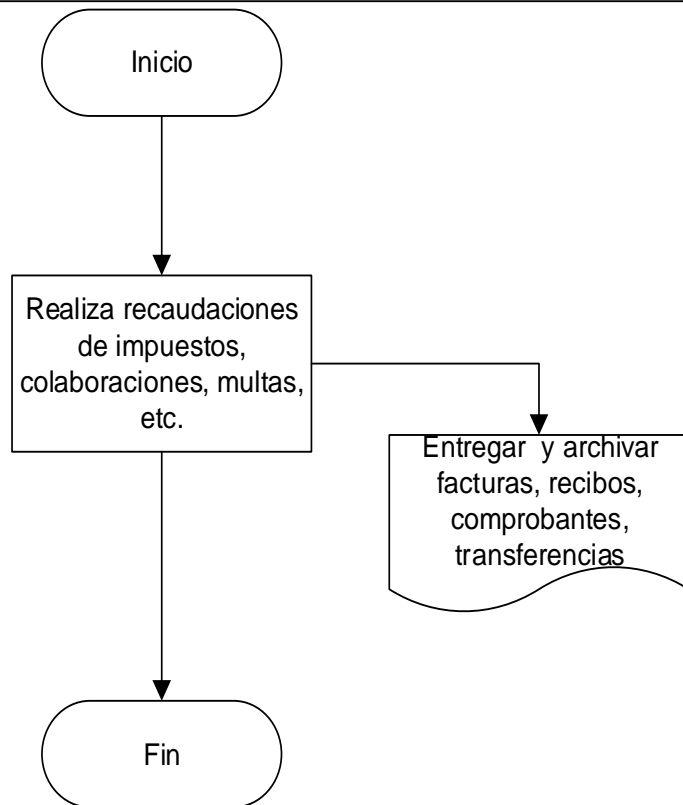 Inicio
Realiza recaudaciones
de impuestos,
colaboraciones, multas,
etc.
Entregar y archivar
facturas, recibos,
comprobantes,
transferencias
Fin